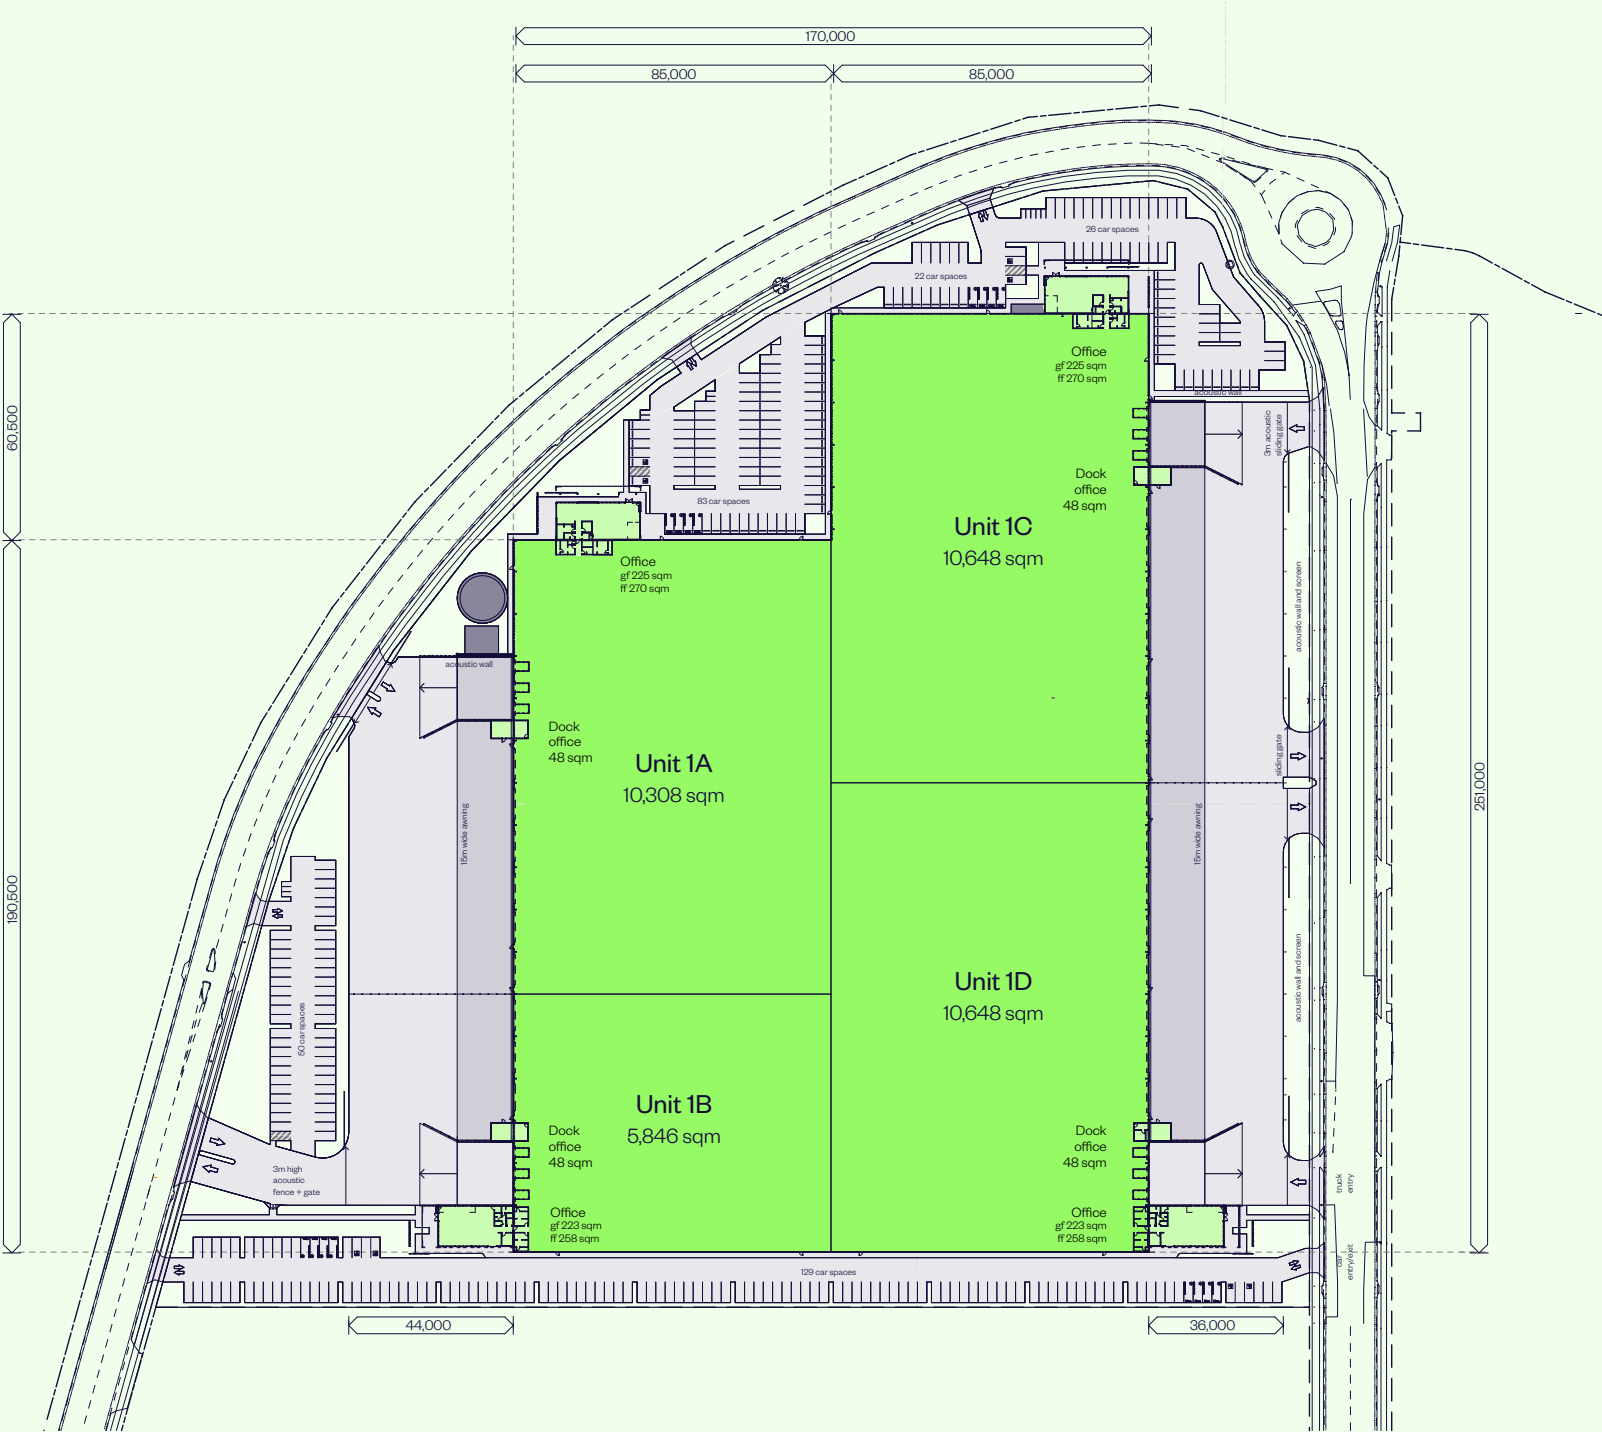 170,000
85,000
85,000
26 car spaces
22 car spaces
60,500
Office
gf 225 sqm
ff 270 sqm
acoustic wall
3m acoustic
sliding gate
Dock
office
48 sqm
83 car spaces
Unit 1C
10,648 sqm
Office
gf 225 sqm
ff 270 sqm
acoustic wall and screen
acoustic wall
Dock
office
48 sqm
Unit 1A
10,308 sqm
sliding gate
251,000
15m wide awning
15m wide awning
190,500
acoustic wall and screen
Unit 1D
10,648 sqm
50 car spaces
Unit 1B
5,846 sqm
Dock
office
48 sqm
Dock
office
48 sqm
3m high
acoustic
fence + gate
truck
entry
Office
gf 223 sqm
ff 258 sqm
Office
gf 223 sqm
ff 258 sqm
car
entry/exit
129 car spaces
44,000
36,000